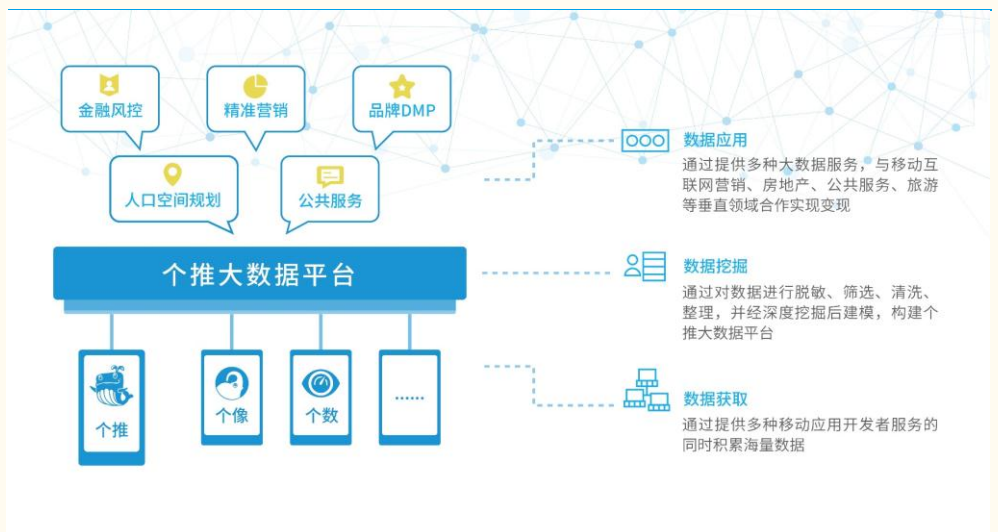 金融风控
精准营销
品牌DMP
人口空间规划
公共服务
个推大数据平台
个推
个像
个数
......
数据应用
通过提供多种大数据服务，与移动互
联网营销、房地产、公共服务、旅游
等垂直领域合作实现变现
数据挖掘
通过对数据进行脱敏、筛选、清洗、
整理，并经深度挖掘后建模，构建个
推大数据平台
数据获取
通过提供多种移动应用开发者服务的
同时积累海量数据